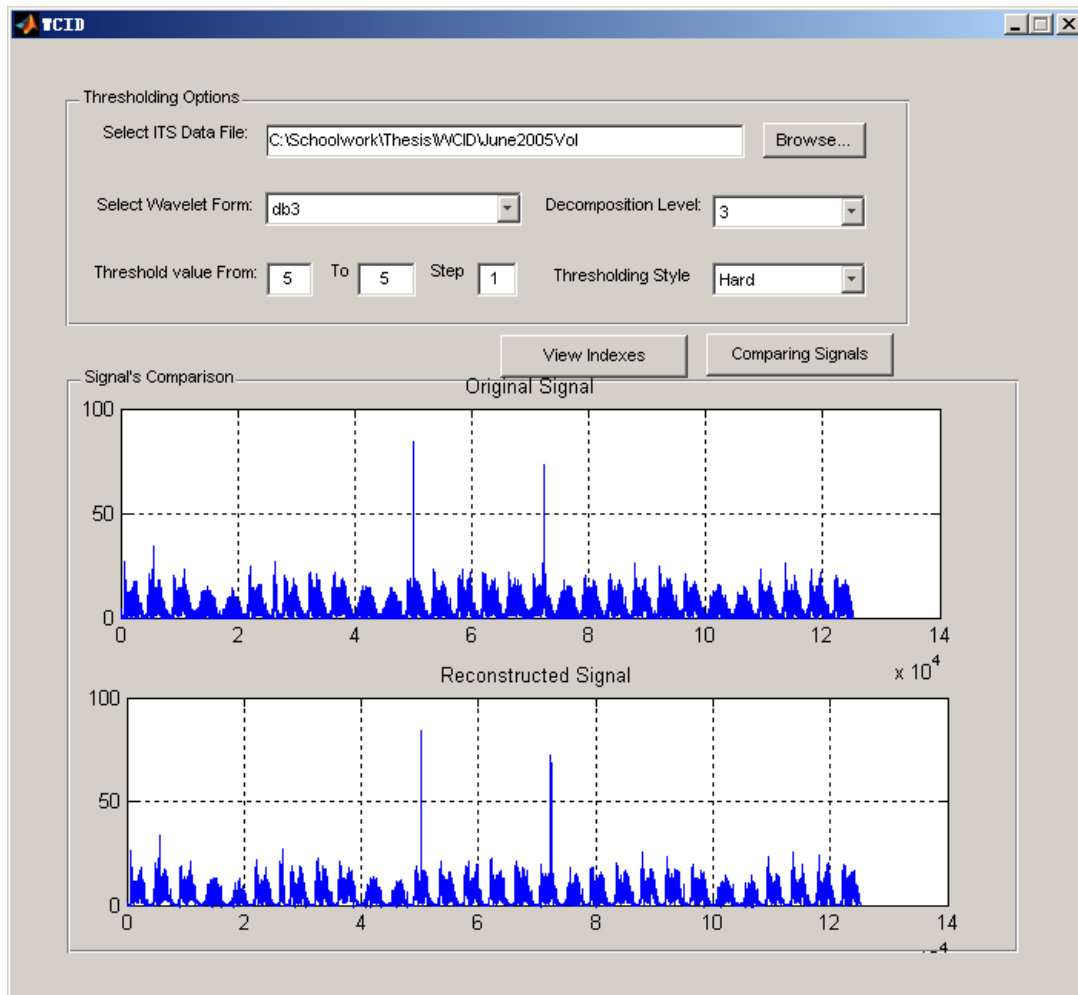 WCID
Thresholding Options
Select ITS Data File: C:\Schoolwork\Thesis\WCID\June2005Vol Browse...
Select Wavelet Form: db3 Decomposition Level: 3
Threshold value From: 5 To 5 Step 1 Thresholding Style Hard
View Indexes Comparing Signals
Signal's Comparison
Original Signal
100
50
0
0 2 4 6 8 10 12 14
x 10^4
Reconstructed Signal
100
50
0
0 2 4 6 8 10 12 14